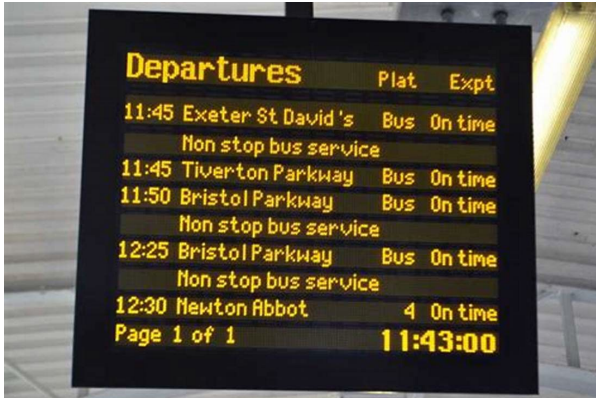 Departures Plat Expt
11:45 Exeter St David's Bus On time
Non stop bus service
11:45 Tiverton Parkway Bus On time
11:50 Bristol Parkway Bus On time
Non stop bus service
12:25 Bristol Parkway Bus On time
Non stop bus service
12:30 Newton Abbot 4 On time
Page 1 of 1 11:43:00